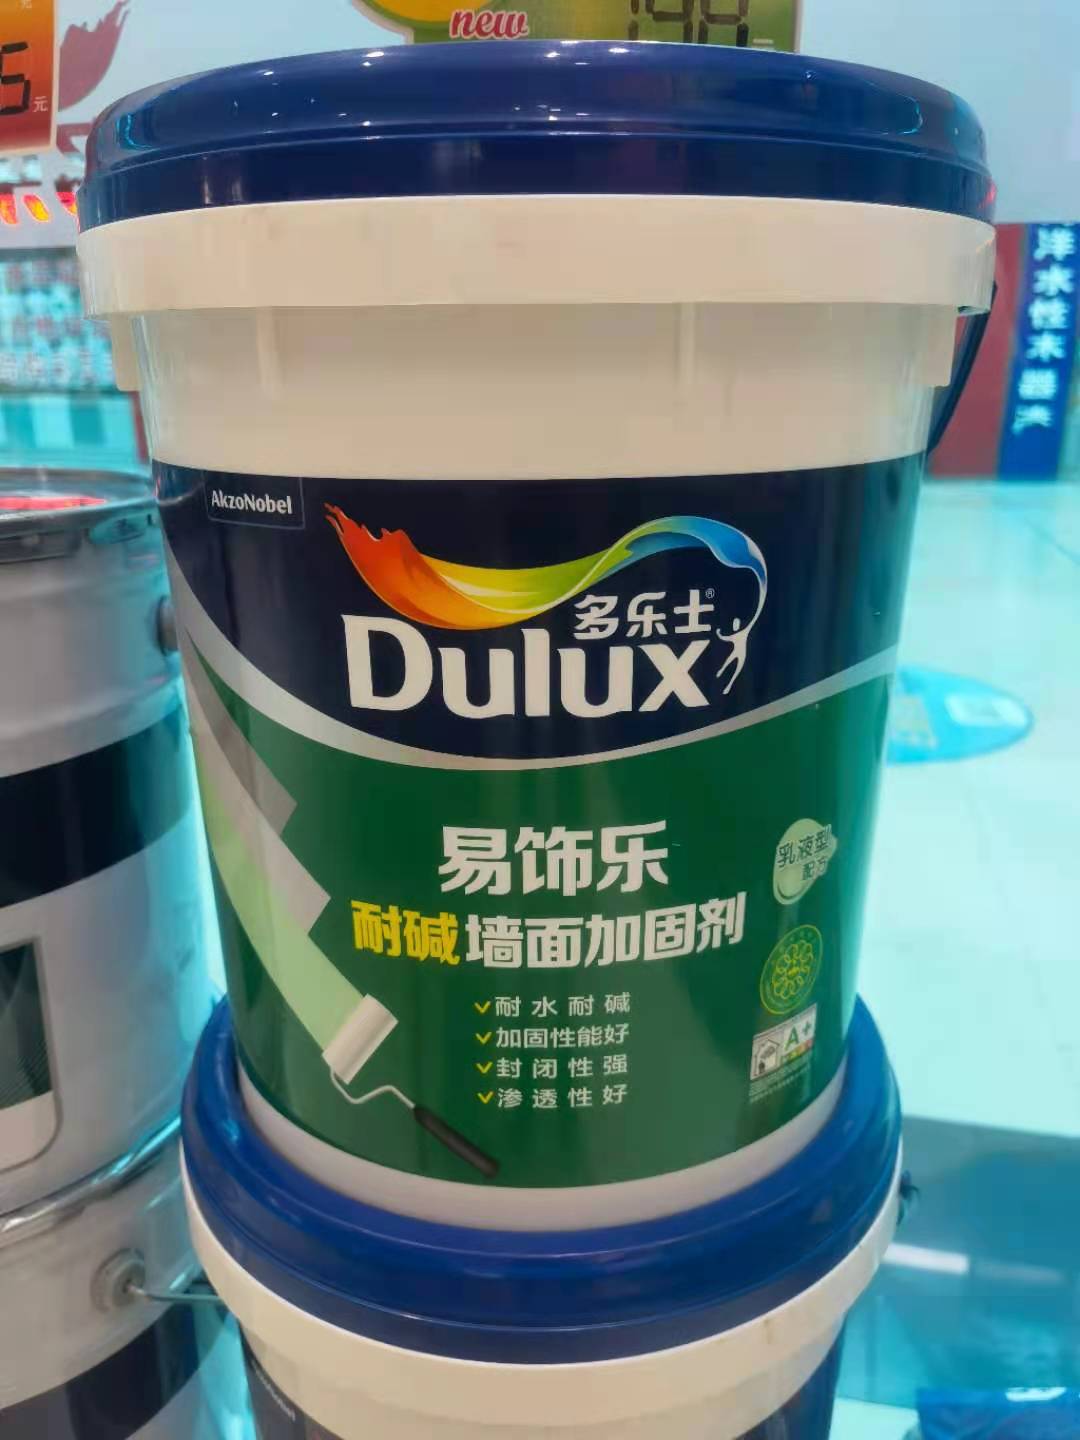 new
元
AkzoNobel
多乐士®
Dulux
易饰乐
耐碱墙面加固剂
乳液型
配方
耐水耐碱
加固性能好
封闭性强
渗透性好
A+